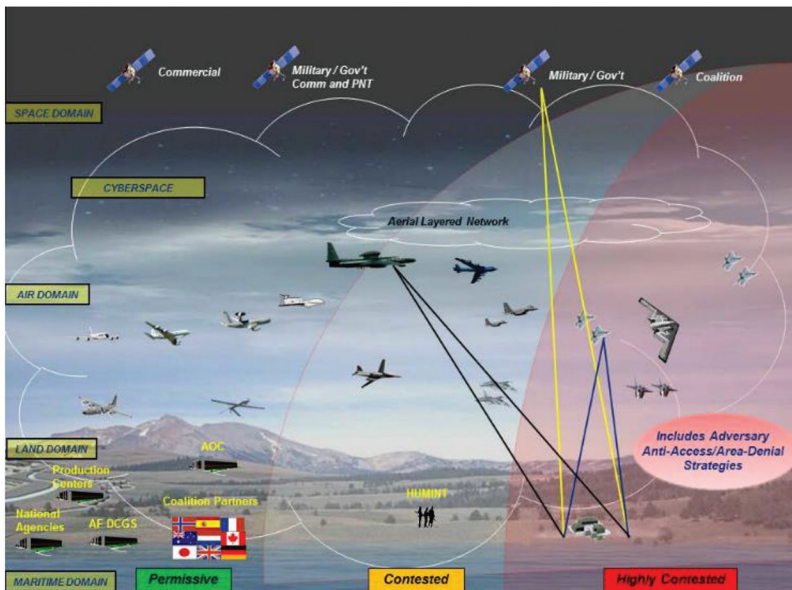 Commercial
Military / Gov't
Comm and PNT
Military / Gov't
Coalition
SPACE DOMAIN
CYBERSPACE
Aerial Layered Network
AIR DOMAIN
Includes Adversary
Anti-Access/Area-Denial
Strategies
LAND DOMAIN
AOC
Production
Centers
Coalition Partners
HUMINT
National
Agencies
AF DCGS
MARITIME DOMAIN
Permissive
Contested
Highly Contested